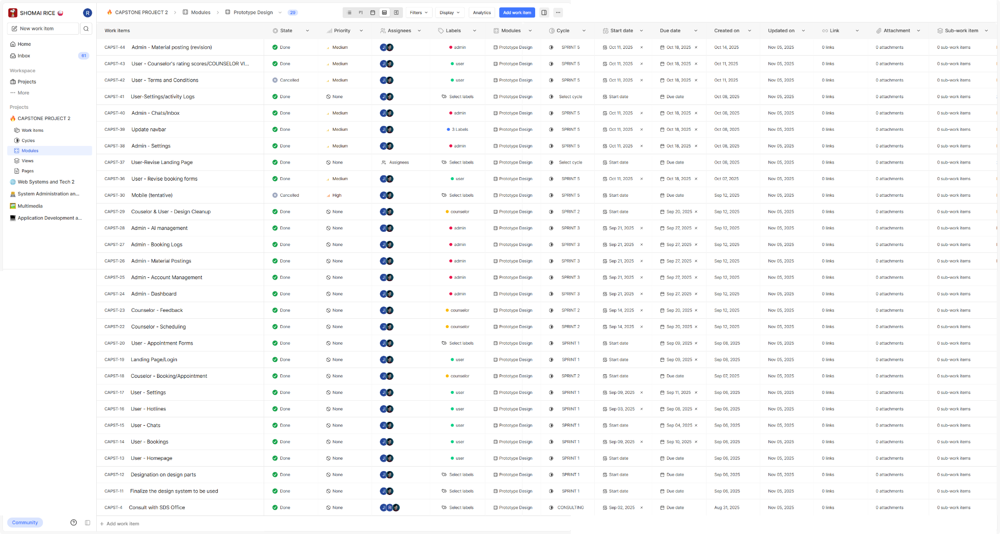 SHOMAI RICE
R
New work item
Home
Inbox 61
Workspace
Projects
More
Projects
CAPSTONE PROJECT 2
Work items
Cycles
Modules
Views
Pages
Web Systems and Tech 2
System Administration an...
Multimedia
Application Development a...
Community
CAPSTONE PROJECT 2 Modules Prototype Design 29 Filters Display Analytics Add work item
Work items State Priority Assignees Labels Modules Cycle Start date Due date Created on Updated on Link Attachment Sub-work item
CAPST-44 Admin - Material posting (revision) Done Medium J admin Prototype Design SPRINT 5 Oct 11, 2025 Oct 18, 2025 Oct 14, 2025 Nov 05, 2025 0 links 0 attachments 0 sub-work items
CAPST-43 User - Counselor's rating scores/COUNSELOR VI... Done Medium J user Prototype Design SPRINT 5 Oct 11, 2025 Oct 18, 2025 Oct 11, 2025 Nov 05, 2025 0 links 0 attachments 0 sub-work items
CAPST-42 User - Terms and Conditions Cancelled Medium J user Prototype Design SPRINT 5 Oct 11, 2025 Oct 18, 2025 Oct 11, 2025 Nov 05, 2025 0 links 0 attachments 0 sub-work items
CAPST-41 User-Settings/activity Logs Done None J Select labels Prototype Design Select cycle Start date Due date Oct 08, 2025 Nov 05, 2025 0 links 0 attachments 0 sub-work items
CAPST-40 Admin - Chats/Inbox Done Medium J admin Prototype Design SPRINT 5 Oct 11, 2025 Oct 18, 2025 Oct 08, 2025 Nov 05, 2025 0 links 0 attachments 0 sub-work items
CAPST-39 Update navbar Done Medium J 3 Labels Prototype Design SPRINT 5 Oct 11, 2025 Oct 18, 2025 Oct 08, 2025 Nov 05, 2025 0 links 0 attachments 0 sub-work items
CAPST-38 Admin - Settings Done Medium J admin Prototype Design SPRINT 5 Oct 11, 2025 Oct 18, 2025 Oct 08, 2025 Nov 05, 2025 0 links 0 attachments 0 sub-work items
CAPST-37 User-Revise Landing Page Done None Assignees Select labels Prototype Design Select cycle Start date Due date Oct 08, 2025 Nov 05, 2025 0 links 0 attachments 0 sub-work items
CAPST-36 User - Revise booking forms Done Medium J user Prototype Design SPRINT 5 Oct 11, 2025 Oct 18, 2025 Oct 07, 2025 Nov 05, 2025 0 links 0 attachments 0 sub-work items
CAPST-30 Mobile (tentative) Cancelled High J Select labels Prototype Design SPRINT 5 Start date Due date Sep 12, 2025 Nov 05, 2025 0 links 0 attachments 0 sub-work items
CAPST-29 Couselor & User - Design Cleanup Done None J counselor Prototype Design SPRINT 2 Start date Sep 20, 2025 Sep 12, 2025 Nov 05, 2025 0 links 0 attachments 0 sub-work items
CAPST-28 Admin - AI management Done None J admin Prototype Design SPRINT 3 Sep 21, 2025 Sep 27, 2025 Sep 12, 2025 Nov 05, 2025 0 links 0 attachments 0 sub-work items
CAPST-27 Admin - Booking Logs Done None J admin Prototype Design SPRINT 3 Sep 21, 2025 Sep 27, 2025 Sep 12, 2025 Nov 05, 2025 0 links 0 attachments 0 sub-work items
CAPST-26 Admin - Material Postings Done None J admin Prototype Design SPRINT 3 Sep 21, 2025 Sep 27, 2025 Sep 12, 2025 Nov 05, 2025 0 links 0 attachments 0 sub-work items
CAPST-25 Admin - Account Management Done None J admin Prototype Design SPRINT 3 Sep 21, 2025 Sep 27, 2025 Sep 12, 2025 Nov 05, 2025 0 links 0 attachments 0 sub-work items
CAPST-24 Admin - Dashboard Done None J admin Prototype Design SPRINT 3 Sep 21, 2025 Sep 27, 2025 Sep 12, 2025 Nov 05, 2025 0 links 0 attachments 0 sub-work items
CAPST-23 Counselor - Feedback Done None J counselor Prototype Design SPRINT 2 Sep 14, 2025 Sep 20, 2025 Sep 12, 2025 Nov 05, 2025 0 links 0 attachments 0 sub-work items
CAPST-22 Counselor - Scheduling Done None J counselor Prototype Design SPRINT 2 Sep 14, 2025 Sep 20, 2025 Sep 12, 2025 Nov 05, 2025 0 links 0 attachments 0 sub-work items
CAPST-20 User - Appointment Forms Done None J Select labels Prototype Design SPRINT 1 Start date Sep 09, 2025 Sep 08, 2025 Nov 05, 2025 0 links 0 attachments 0 sub-work items
CAPST-19 Landing Page/Login Done None J user Prototype Design SPRINT 1 Start date Sep 09, 2025 Sep 08, 2025 Nov 05, 2025 0 links 0 attachments 0 sub-work items
CAPST-18 Couselor - Booking/Appointment Done None J counselor Prototype Design SPRINT 2 Start date Due date Sep 07, 2025 Nov 05, 2025 0 links 0 attachments 0 sub-work items
CAPST-17 User - Settings Done None J user Prototype Design SPRINT 1 Sep 09, 2025 Sep 11, 2025 Sep 06, 2025 Nov 05, 2025 0 links 0 attachments 0 sub-work items
CAPST-16 User - Hotlines Done None J user Prototype Design SPRINT 1 Sep 03, 2025 Sep 08, 2025 Sep 06, 2025 Nov 05, 2025 0 links 0 attachments 0 sub-work items
CAPST-15 User - Chats Done None J user Prototype Design SPRINT 1 Start date Sep 04, 2025 Sep 06, 2025 Nov 05, 2025 0 links 0 attachments 0 sub-work items
CAPST-14 User - Bookings Done None J user Prototype Design SPRINT 1 Sep 09, 2025 Sep 10, 2025 Sep 06, 2025 Nov 05, 2025 0 links 0 attachments 0 sub-work items
CAPST-13 User - Homepage Done None J user Prototype Design SPRINT 1 Start date Due date Sep 06, 2025 Nov 05, 2025 0 links 0 attachments 0 sub-work items
CAPST-12 Designation on design parts Done None J Select labels Prototype Design SPRINT 1 Start date Due date Sep 06, 2025 Nov 05, 2025 0 links 0 attachments 0 sub-work items
CAPST-11 Finalize the design system to be used Done None J Select labels Prototype Design SPRINT 1 Start date Due date Sep 06, 2025 Nov 05, 2025 0 links 0 attachments 0 sub-work items
CAPST-4 Consult with SDS Office Done None J R Select labels Prototype Design CONSULTING Sep 02, 2025 Due date Aug 31, 2025 Nov 05, 2025 0 links 0 attachments 0 sub-work items
+ Add work item